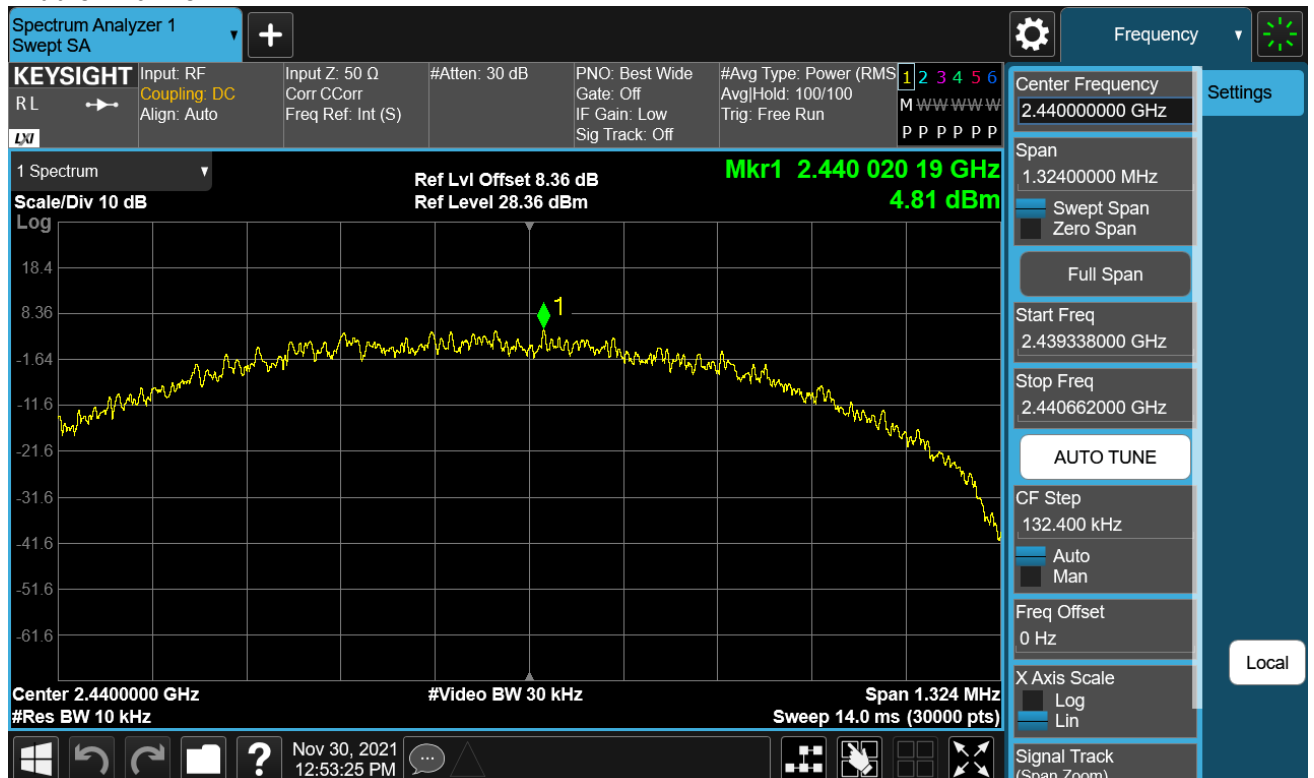 Spectrum Analyzer 1
Swept SA
+
Frequency
KEYSIGHT
R L
LXI
Input: RF
Coupling: DC
Align: Auto
Input Z: 50 Ω
Corr CCorr
Freq Ref: Int (S)
#Atten: 30 dB
PNO: Best Wide
Gate: Off
IF Gain: Low
Sig Track: Off
#Avg Type: Power (RMS
Avg|Hold: 100/100
Trig: Free Run
1 2 3 4 5 6
M W W W W W
P P P P P P
1 Spectrum
Scale/Div 10 dB
Log
Ref Lvl Offset 8.36 dB
Ref Level 28.36 dBm
Mkr1 2.440 020 19 GHz
4.81 dBm
18.4
8.36
-1.64
-11.6
-21.6
-31.6
-41.6
-51.6
-61.6
1
Center 2.4400000 GHz
#Res BW 10 kHz
#Video BW 30 kHz
Span 1.324 MHz
Sweep 14.0 ms (30000 pts)
Center Frequency
2.440000000 GHz
Settings
Span
1.32400000 MHz
Swept Span
Zero Span
Full Span
Start Freq
2.439338000 GHz
Stop Freq
2.440662000 GHz
AUTO TUNE
CF Step
132.400 kHz
Auto
Man
Freq Offset
0 Hz
X Axis Scale
Log
Lin
Local
Signal Track
(Span Zoom)
?
Nov 30, 2021
12:53:25 PM